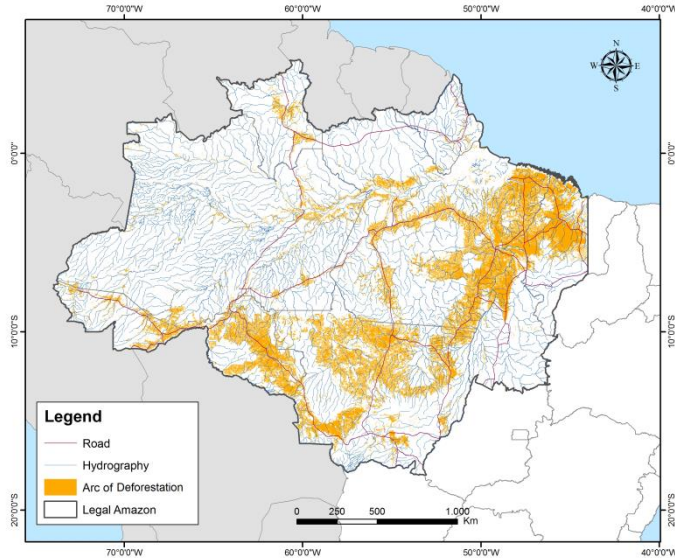 70°0'0"W 60°0'0"W 50°0'0"W 40°0'0"W
N
W E
S
0°0'0"
0°0'0"
10°0'0"S
10°0'0"S
Legend
Road
Hydrography
Arc of Deforestation
Legal Amazon
0 250 500 1.000
Km
20°0'0"S
20°0'0"S
70°0'0"W 60°0'0"W 50°0'0"W 40°0'0"W